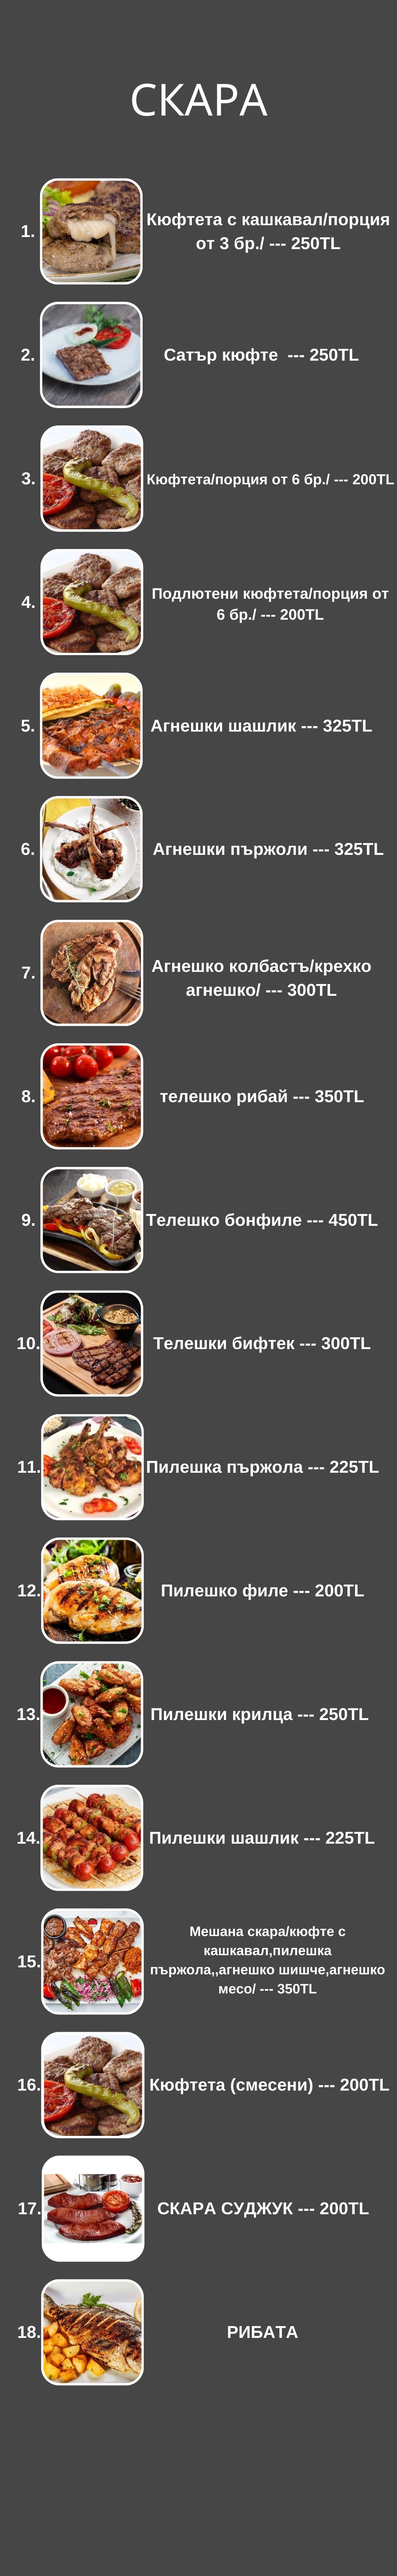 СКАРА
1.
Кюфтета с кашкавал/порция
от 3 бр./ --- 250TL
2.
Сатър кюфте  --- 250TL
3.
Кюфтета/порция от 6 бр./ --- 200TL
4.
Подлютени кюфтета/порция от
6 бр./ --- 200TL
5.
Агнешки шашлик --- 325TL
6.
Агнешки пържоли --- 325TL
7.
Агнешко колбастъ/крехко
агнешко/ --- 300TL
8.
телешко рибай --- 350TL
9.
Телешко бонфиле --- 450TL
10.
Телешки бифтек --- 300TL
11.
Пилешка пържола --- 225TL
12.
Пилешко филе --- 200TL
13.
Пилешки крилца --- 250TL
14.
Пилешки шашлик --- 225TL
15.
Мешана скара/кюфте с
кашкавал,пилешка
пържола,,агнешко шишче,агнешко
месо/ --- 350TL
16.
Кюфтета (смесени) --- 200TL
17.
СКАРА СУДЖУК --- 200TL
18.
РИБАТА